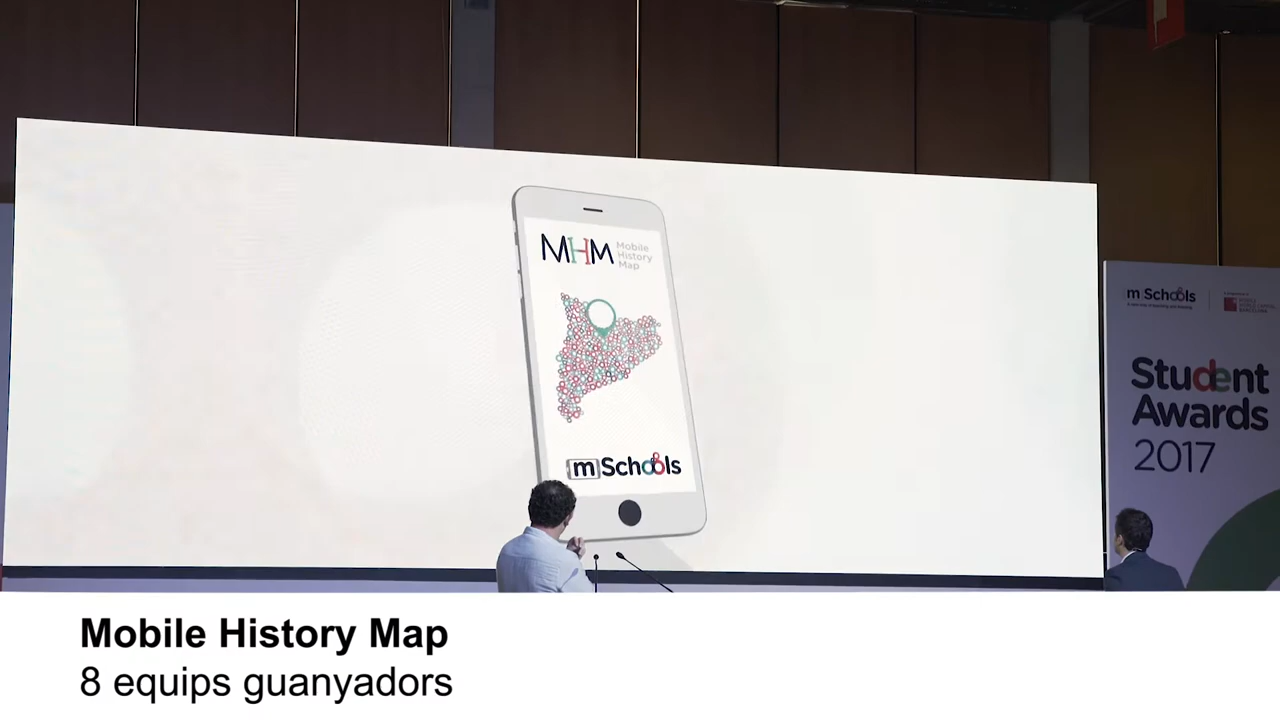 MHM
Mobile
History
Map
mSchools
mSchools
Student
Awards
2017
Mobile History Map
8 equips guanyadors